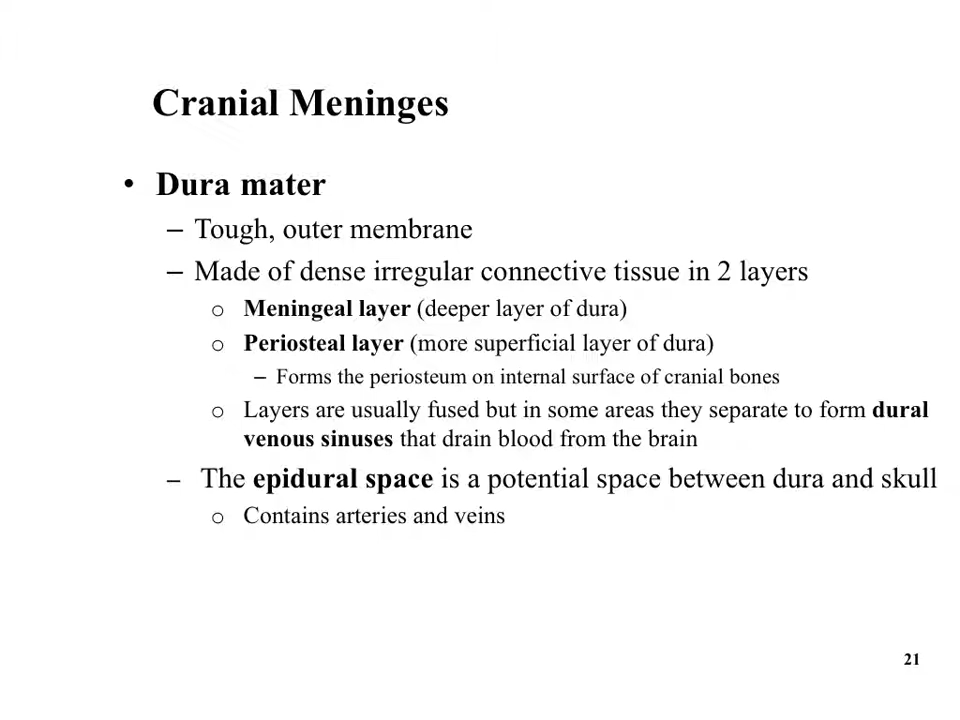 Cranial Meninges
• Dura mater
– Tough, outer membrane
– Made of dense irregular connective tissue in 2 layers
o Meningeal layer (deeper layer of dura)
o Periosteal layer (more superficial layer of dura)
– Forms the periosteum on internal surface of cranial bones
o Layers are usually fused but in some areas they separate to form dural
venous sinuses that drain blood from the brain
– The epidural space is a potential space between dura and skull
o Contains arteries and veins
21